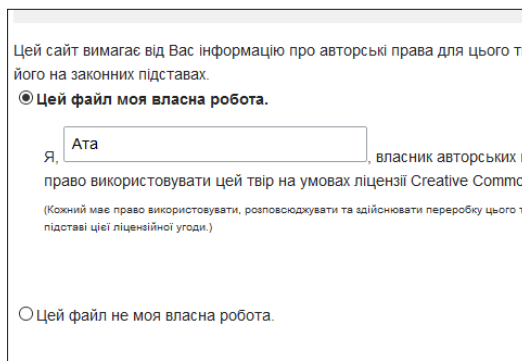 Цей сайт вимагає від Вас інформацію про авторські права для цього
його на законних підставах.
Цей файл моя власна робота.
Я, Ата, власник авторських
право використовувати цей твір на умовах ліцензії Creative
(Кожний має право використовувати, розповсюджувати та здійснювати переробку цього
підставі цієї ліцензійної угоди.)
Цей файл не моя власна робота.